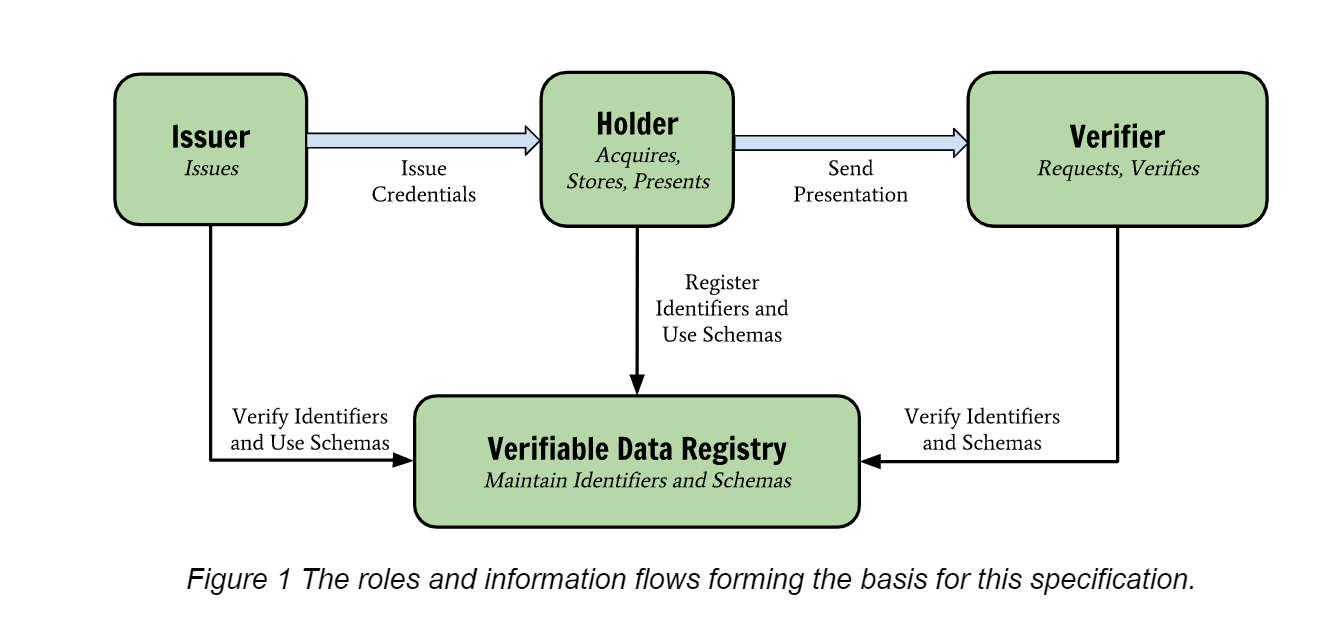 Issuer
Issues
Issue
Credentials
Holder
Acquires,
Stores, Presents
Send
Presentation
Verifier
Requests, Verifies
Register
Identifiers and
Use Schemas
Verify Identifiers
and Use Schemas
Verifiable Data Registry
Maintain Identifiers and Schemas
Verify Identifiers
and Schemas
Figure 1 The roles and information flows forming the basis for this specification.